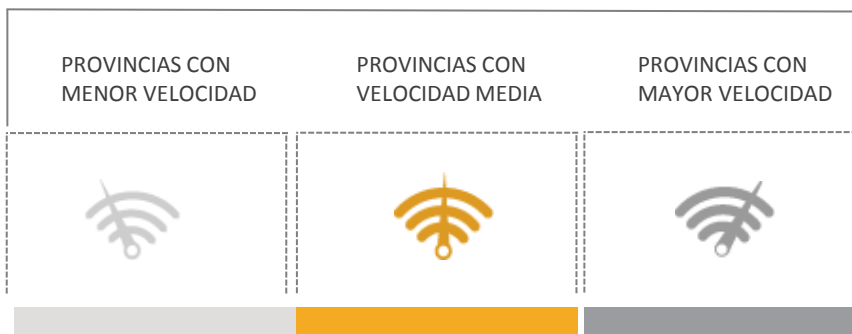 PROVINCIAS CON
MENOR VELOCIDAD
PROVINCIAS CON
VELOCIDAD MEDIA
PROVINCIAS CON
MAYOR VELOCIDAD